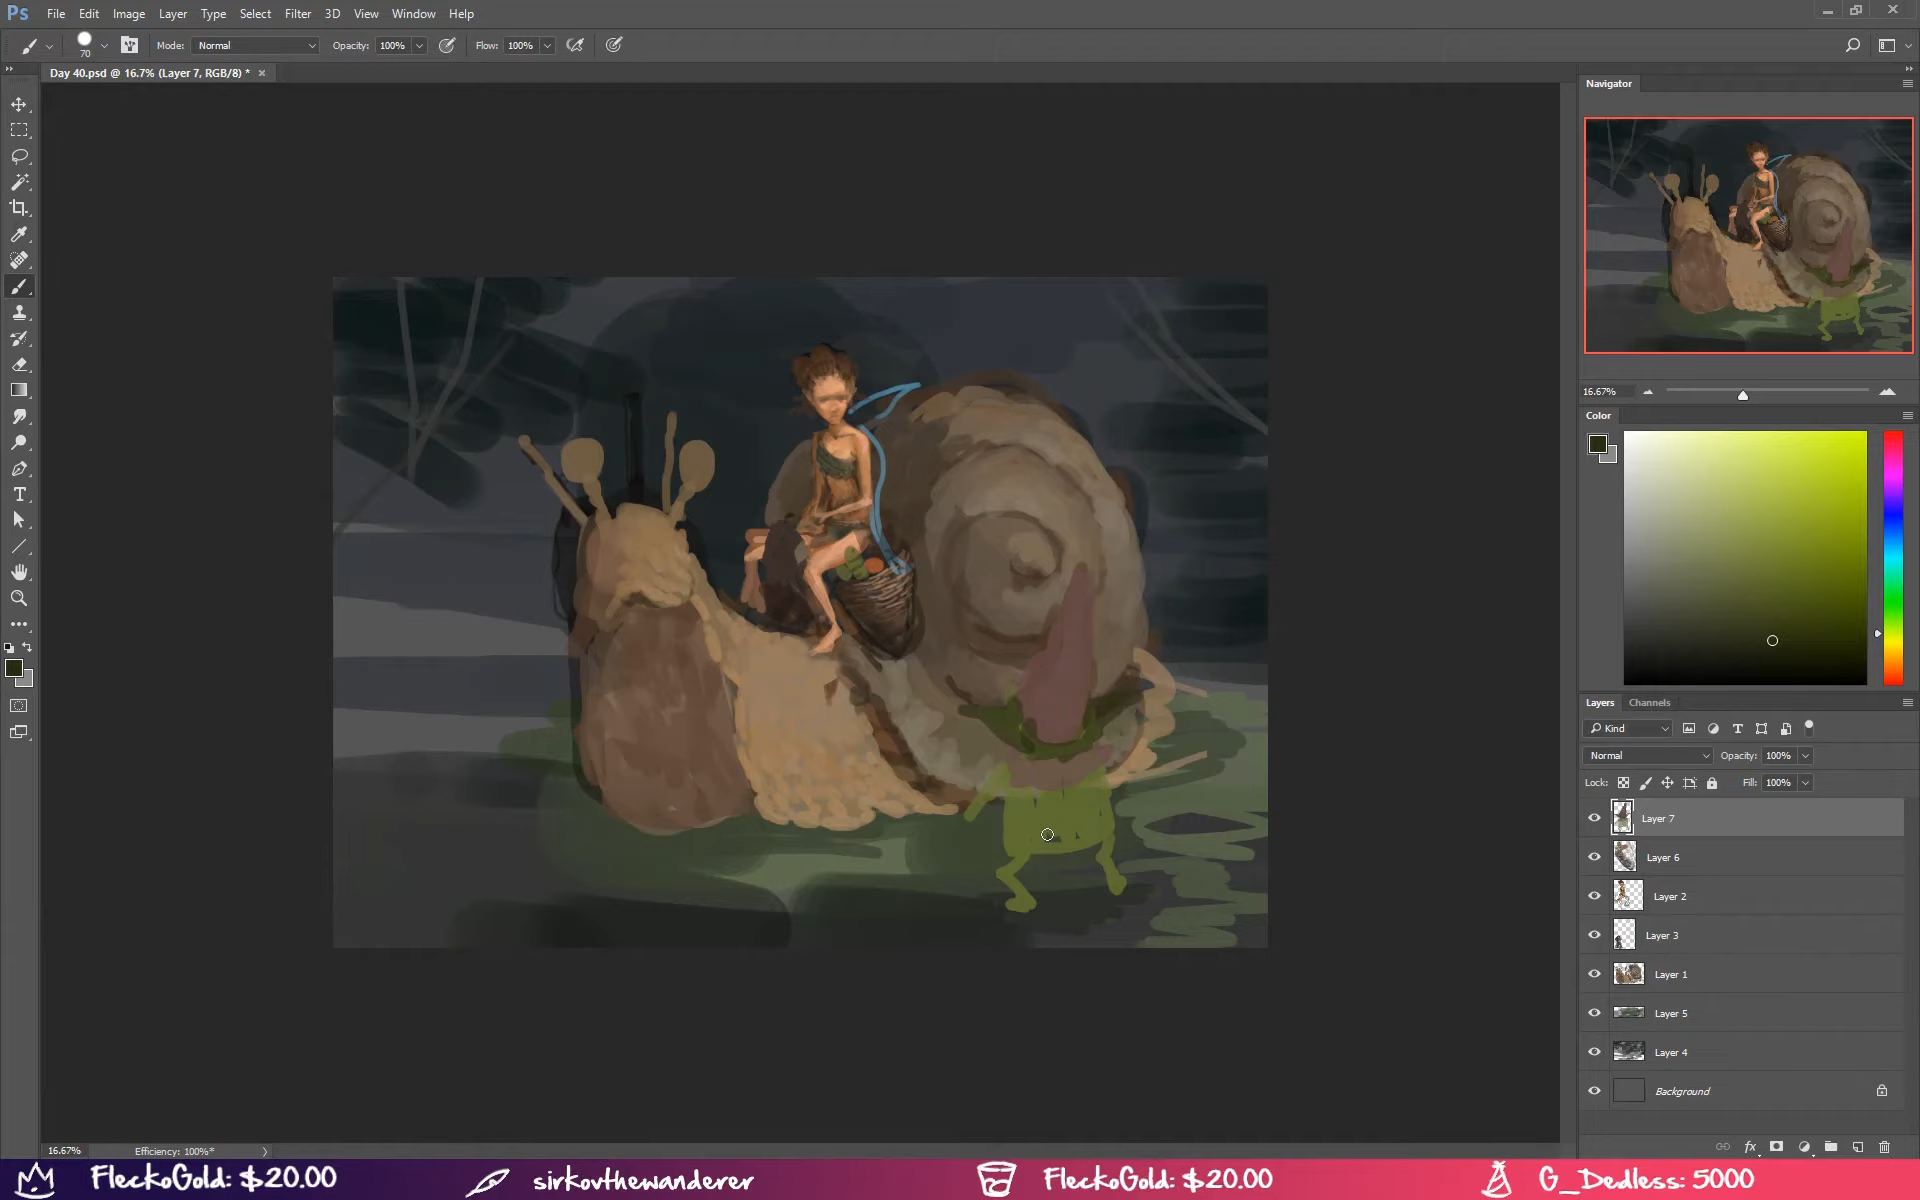 Ps File Edit Image Layer Type Select Filter 3D View Window Help
70 Mode: Normal Opacity: 100% Flow: 100%
Day 40.psd @ 16.7% (Layer 7, RGB/8) *
Navigator
16.67%
Color
Layers Channels
Kind
Normal Opacity: 100%
Lock: Fill: 100%
Layer 7
Layer 6
Layer 2
Layer 3
Layer 1
Layer 5
Layer 4
Background
fx
16.67% Efficiency: 100%*
FleckoGold: $20.00 sirkovthewanderer FleckoGold: $20.00 G_Dedless: 5000